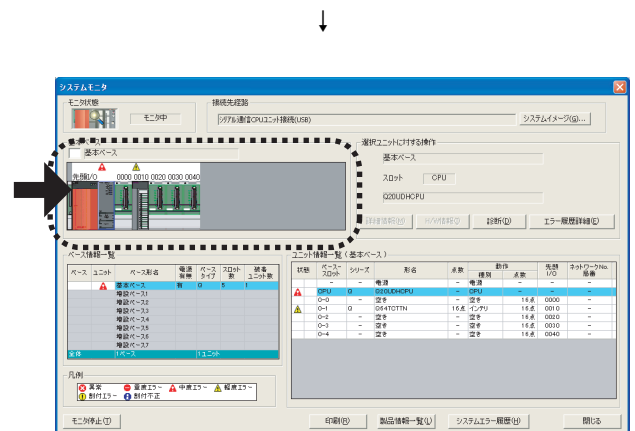 ↓
システムモニタ
モニタ状態
モニタ中
接続先経路
シリアル通信CPUユニット接続(USB)
システムイメージ(G)...
基本ベース
基本ベース
先頭I/O 0000 0010 0020 0030 0040
選択ユニットに対する操作
基本ベース
スロット CPU
Q20UDHCPU
詳細情報(M) H/W情報 診断(D) エラー履歴詳細(E)
ベース情報一覧
ベース ユニット ベース形名 電源有無 ベースタイプ スロット数 装着ユニット数
基本ベース 有 Q 5 1
増設ベース1
増設ベース2
増設ベース3
増設ベース4
増設ベース5
増設ベース6
増設ベース7
全体 1ベース 1ユニット
ユニット情報一覧(基本ベース)
状態 ベース-スロット シリーズ 形名 点数 動作 種別 点数 先頭I/O ネットワークNo.局番
- - 電源 - 電源 - - -
CPU Q Q20UDHCPU - CPU - - -
0-0 - 空き - 空き 16点 0000 -
0-1 Q Q64TCTTN 16点 インテリ 16点 0010 -
0-2 - 空き - 空き 16点 0020 -
0-3 - 空き - 空き 16点 0030 -
0-4 - 空き - 空き 16点 0040 -
凡例
異常 重度エラー 中度エラー 軽度エラー
割付エラー 割付不正
モニタ停止(T) 印刷(R) 製品情報一覧(L) システムエラー履歴(H) 閉じる